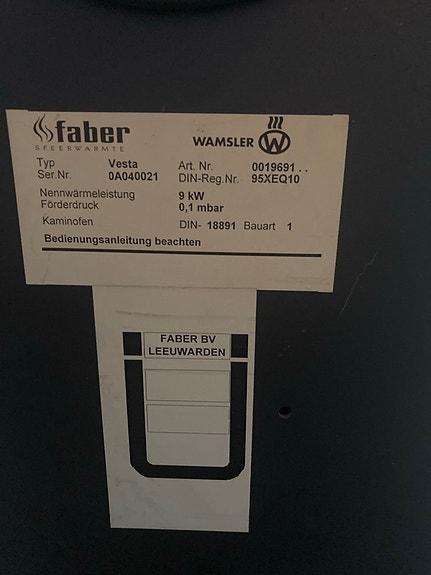 faber
SFEERWARMTE
WAMSLER W
Typ Vesta Art. Nr. 0019691 . .
Ser.Nr. 0A040021 DIN-Reg.Nr. 95XEQ10
Nennwärmeleistung 9 kW
Förderdruck 0,1 mbar
Kaminofen DIN- 18891 Bauart 1
Bedienungsanleitung beachten
FABER BV
LEEUWARDEN